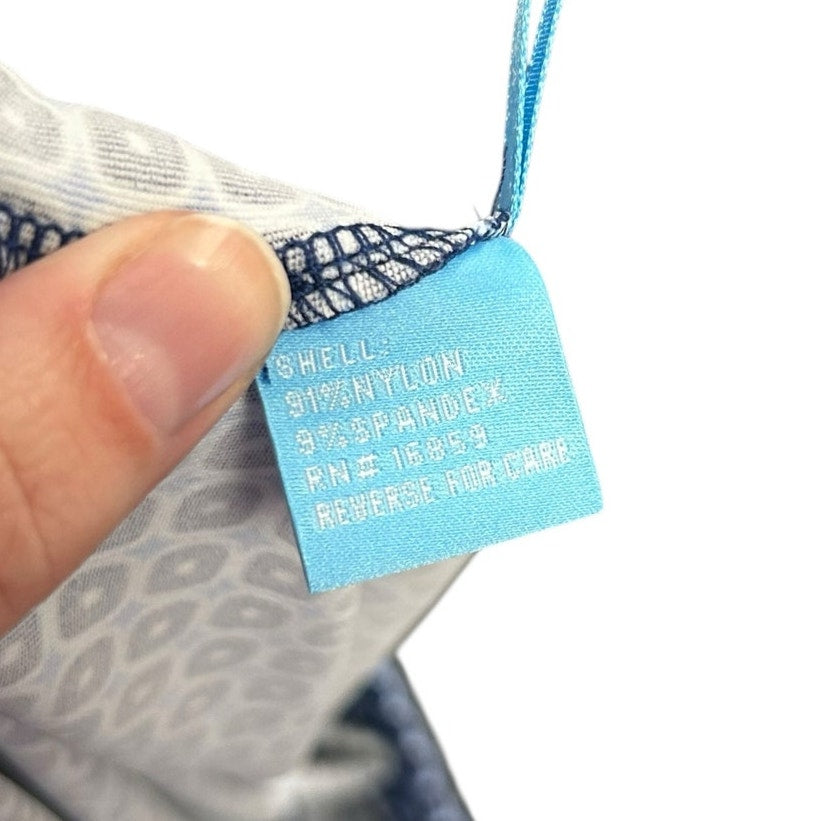 SHELL:
91%NYLON
9%SPANDEX
RN# 16859
REVERSE FOR CARE